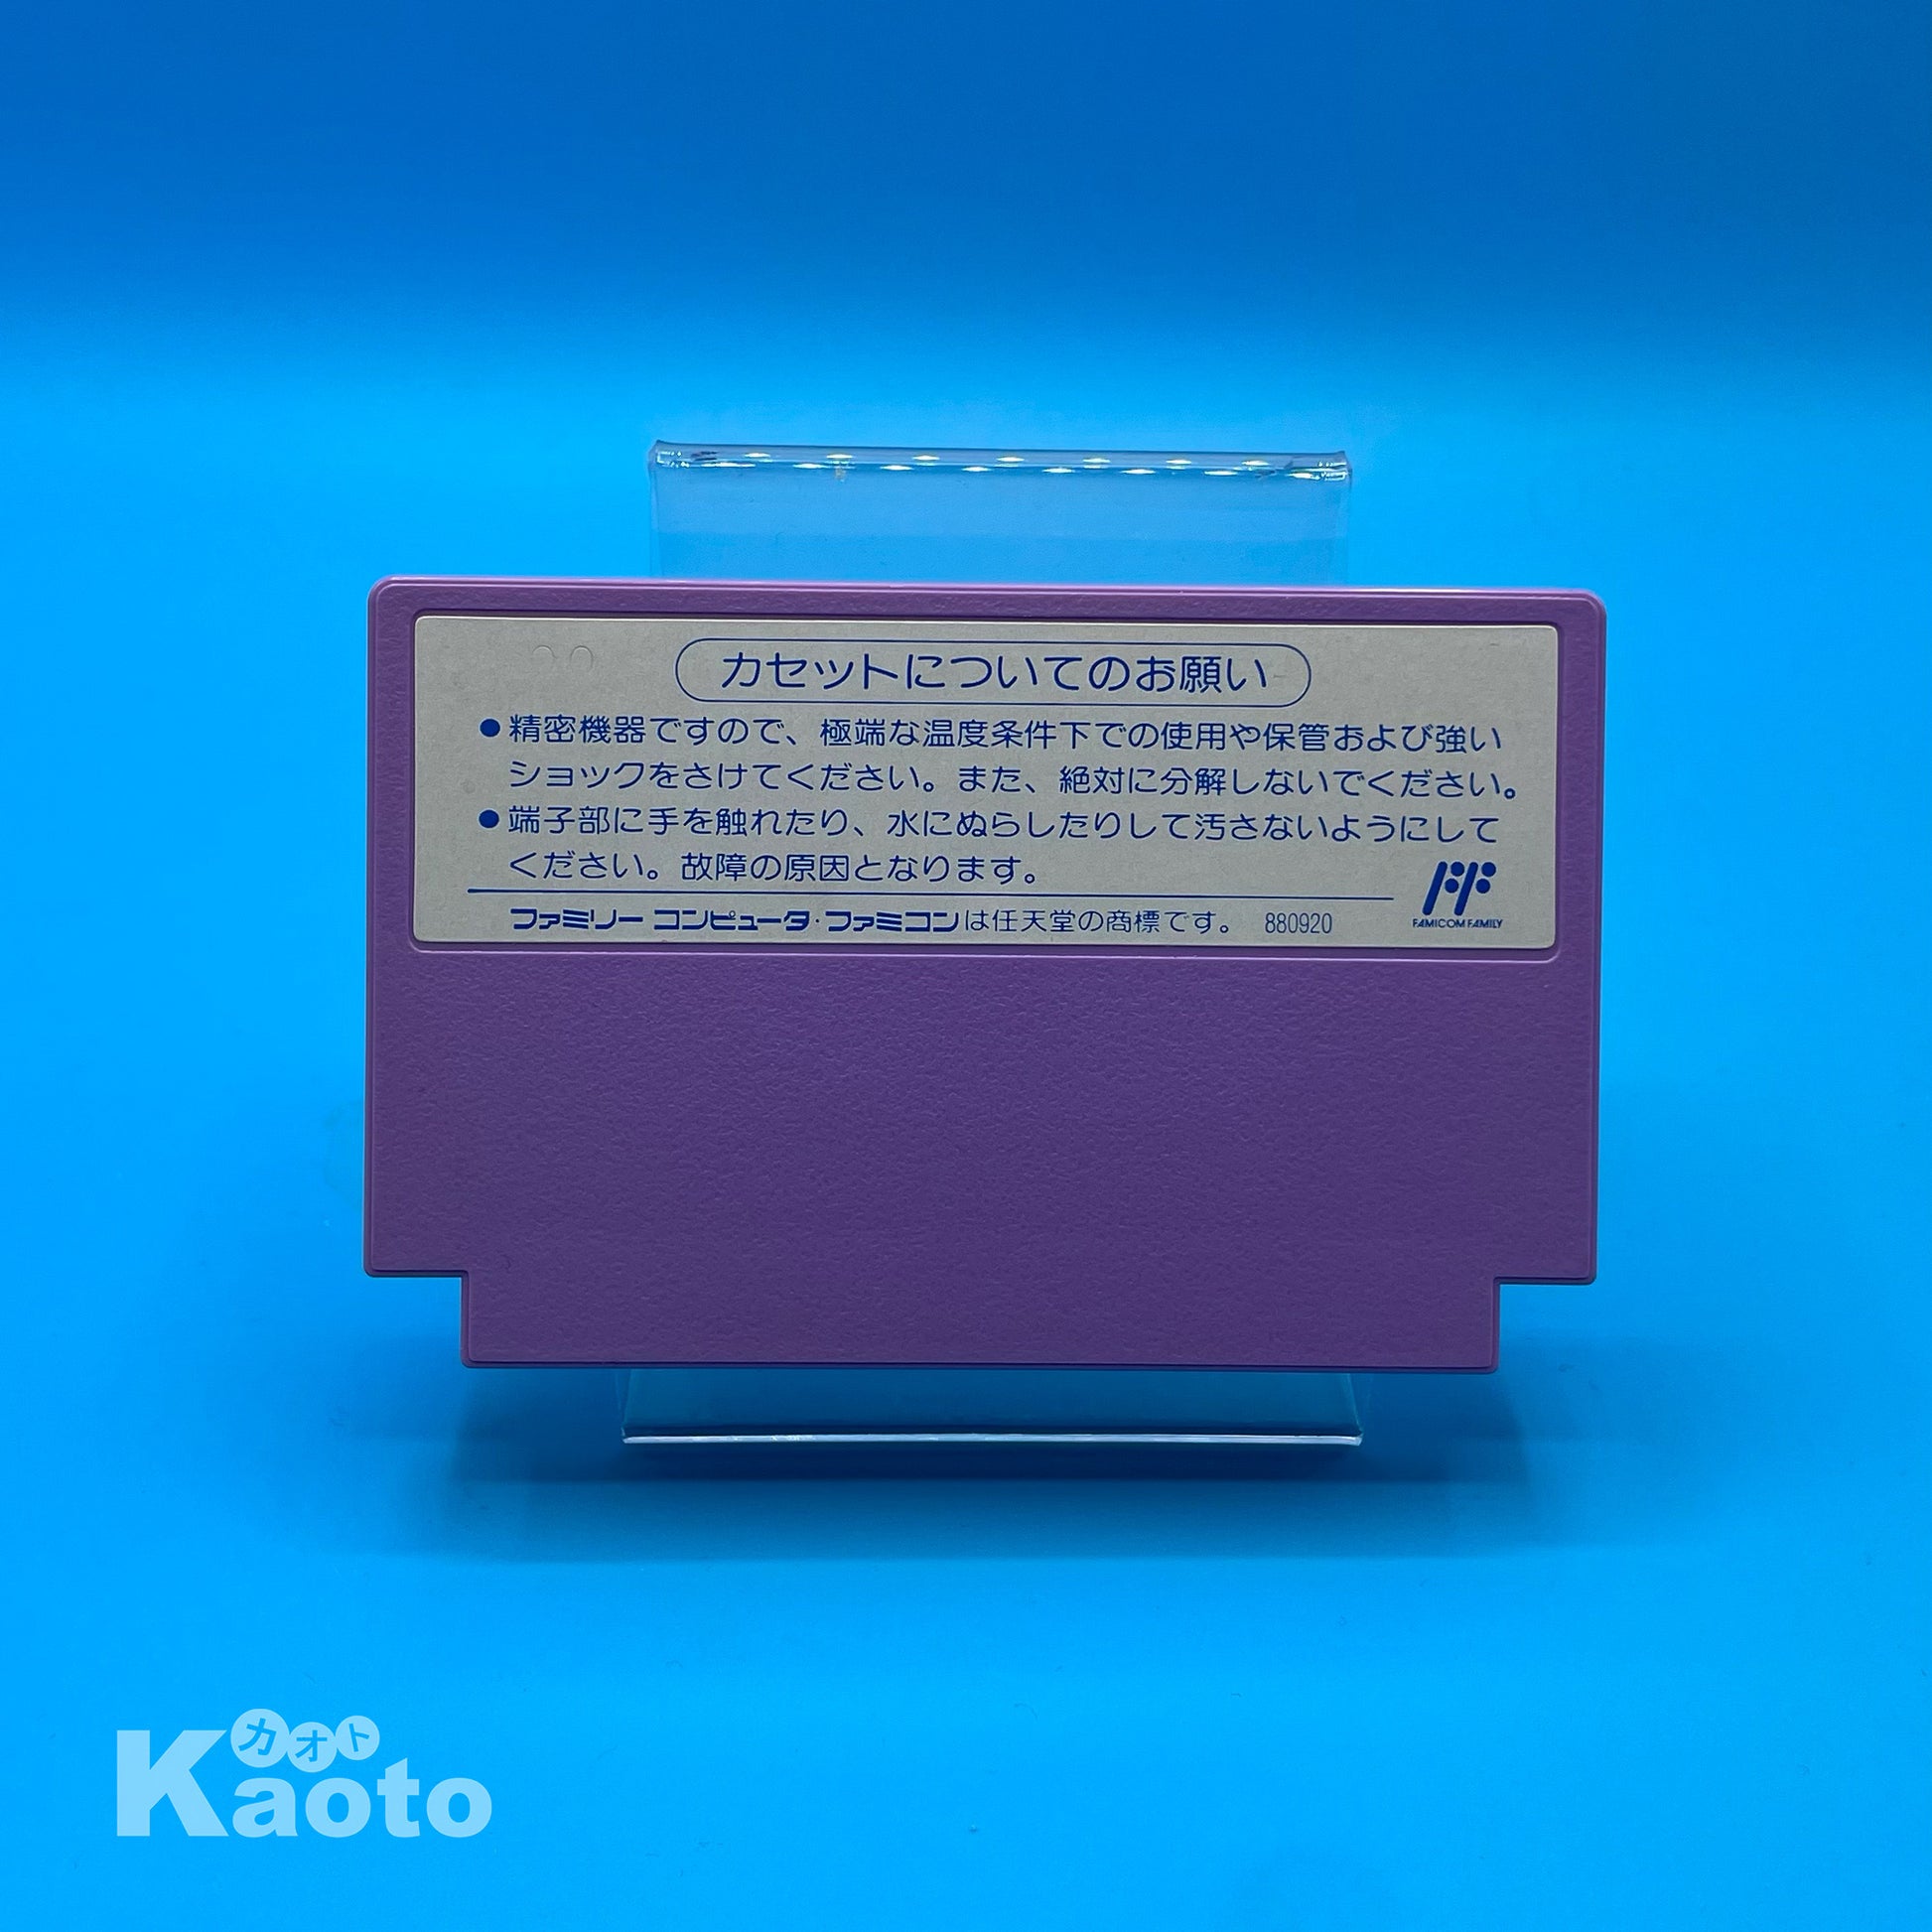 カセットについてのお願い
●精密機器ですので、極端な温度条件下での使用や保管および強い
ショックをさけてください。また、絶対に分解しないでください。
●端子部に手を触れたり、水にぬらしたりして汚さないようにして
ください。故障の原因となります。
ファミリー コンピュータ・ファミコンは任天堂の商標です。 880920
FAMICOM FAMILY
カオト
Kaoto